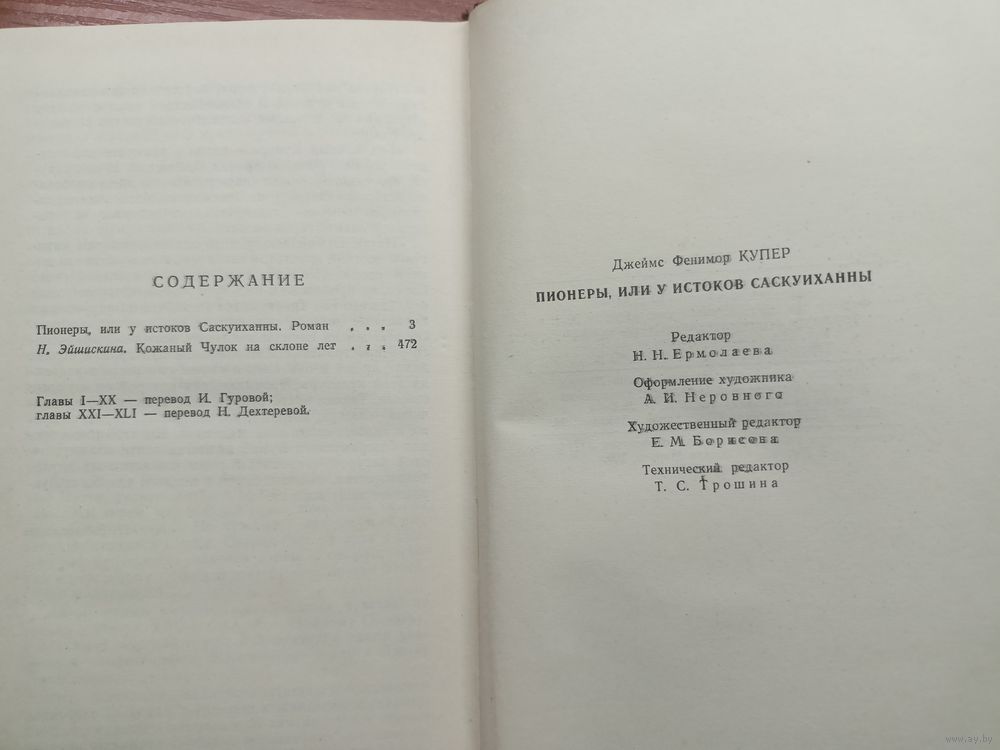 СОДЕРЖАНИЕ
Пионеры, или у истоков Саскуиханны. Роман . . . 3
Н. Эйшискина. Кожаный Чулок на склоне лет . . . 472
Главы I—XX — перевод И. Гуровой;
главы XXI—XLI — перевод Н. Дехтеревой.
Джеймс Фенимор КУПЕР
ПИОНЕРЫ, ИЛИ У ИСТОКОВ САСКУИХАННЫ
Редактор
Н. Н. Ермолаева
Оформление художника
А. И. Неровного
Художественный редактор
Е. М. Борисова
Технический редактор
Т. С. Трошина
www.ay.by